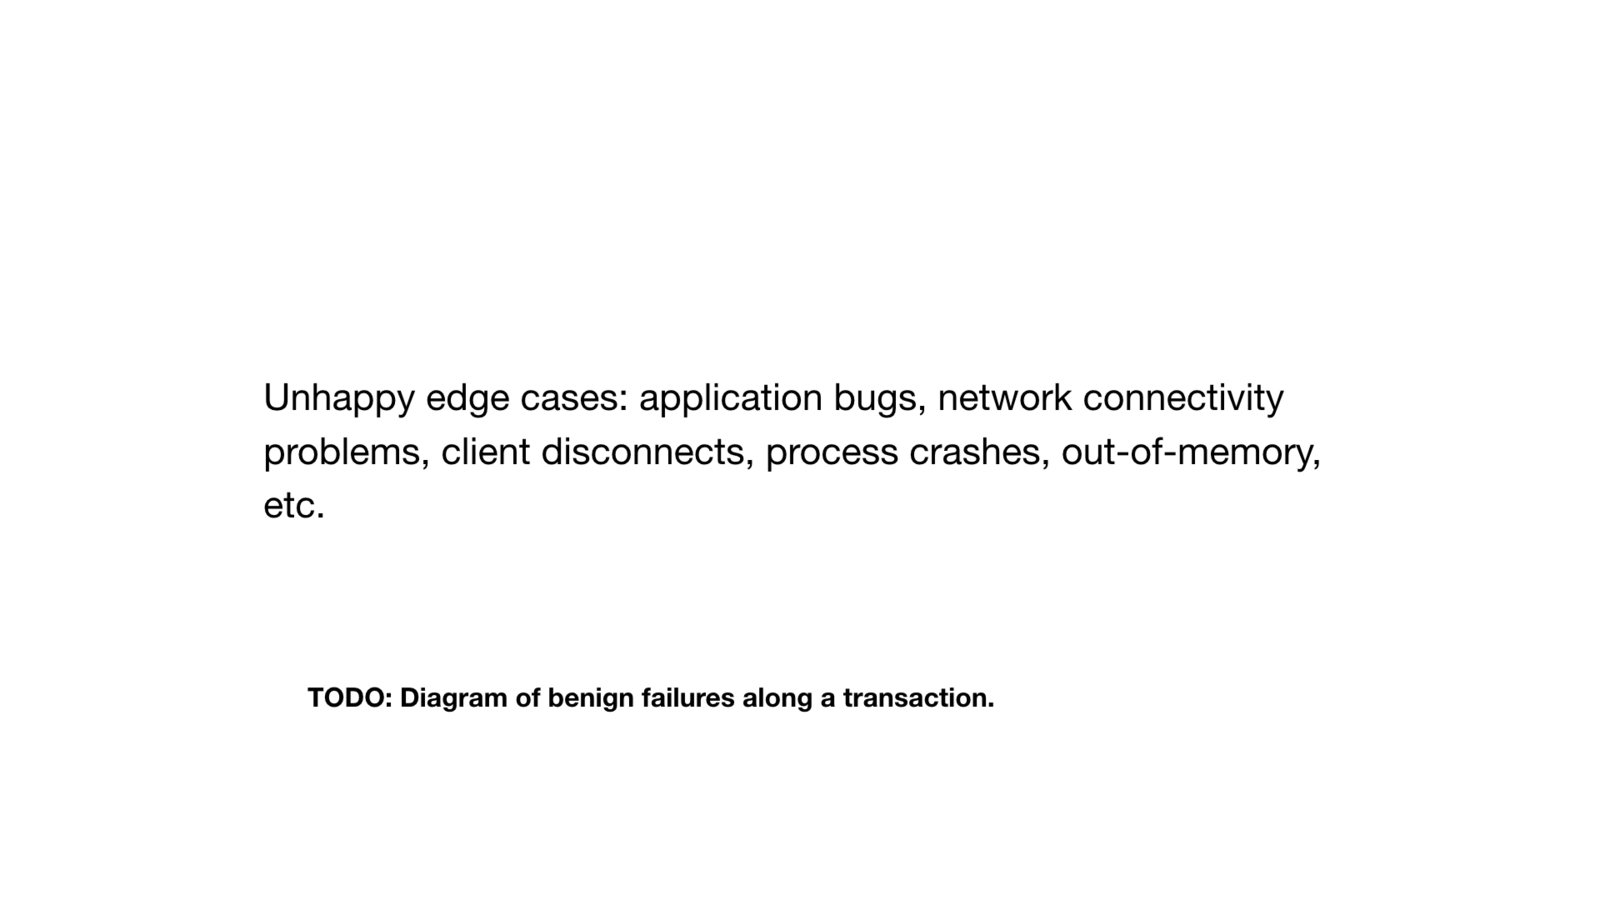 Unhappy edge cases: application bugs, network connectivity
problems, client disconnects, process crashes, out-of-memory,
etc.
TODO: Diagram of benign failures along a transaction.